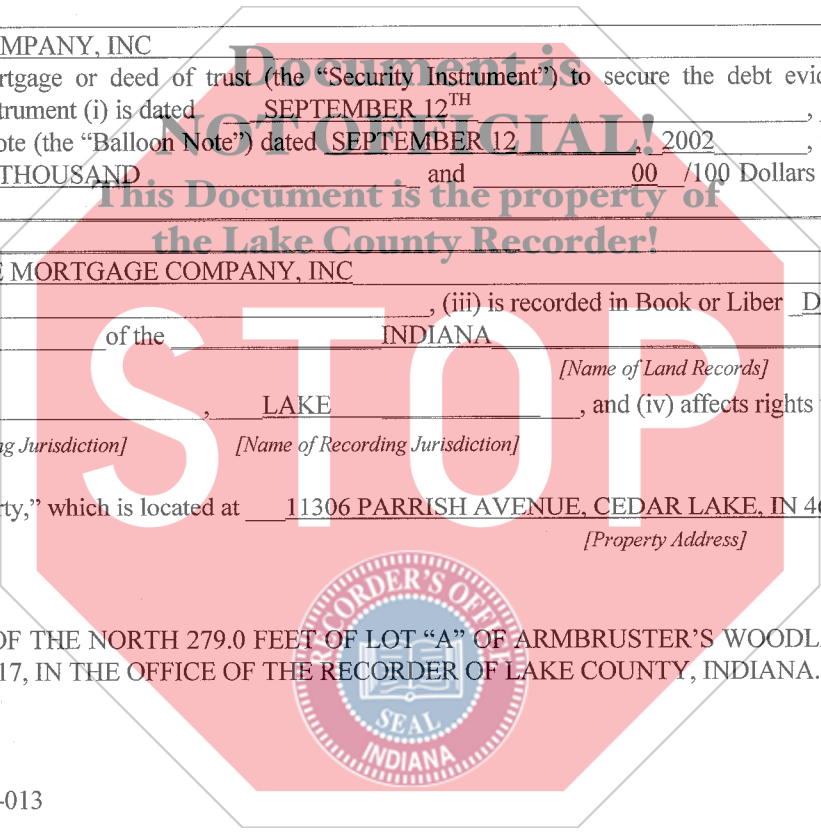 OMPANY, INC
Document is
rtgage or deed of trust (the “Security Instrument”) to secure the debt evid
trument (i) is dated SEPTEMBER 12TH ,
NOT OFFICIAL!
ote (the “Balloon Note”) dated SEPTEMBER 12 , 2002 ,
THOUSAND and 00 /100 Dollars
This Document is the property of
the Lake County Recorder!
E MORTGAGE COMPANY, INC
, (iii) is recorded in Book or Liber D
of the INDIANA
[Name of Land Records]
, LAKE , and (iv) affects rights
ng Jurisdiction] [Name of Recording Jurisdiction]
STOP
rty,” which is located at 11306 PARRISH AVENUE, CEDAR LAKE, IN 46
[Property Address]
RECORDER'S OFFICE
OF THE NORTH 279.0 FEET OF LOT “A” OF ARMBRUSTER’S WOODLA
17, IN THE OFFICE OF THE RECORDER OF LAKE COUNTY, INDIANA.
SEAL
INDIANA
-013